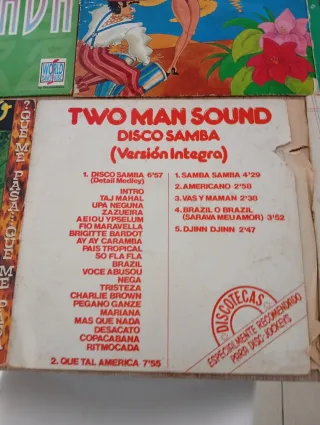 WORLD
TWO MAN SOUND
DISCO SAMBA
(Versión Integra)
1. DISCO SAMBA 6'57
(Detail Medley)
INTRO
TAJ MAHAL
UPA NEGUNA
ZAZUEIRA
AEIOU YPSELUM
FIO MARAVELLA
BRIGITTE BARDOT
AY AY CARAMBA
PAIS TROPICAL
SO FLA FLA
BRAZIL
VOCE ABUSOU
NEGA
TRISTEZA
CHARLIE BROWN
PEGANO GANZE
MARIANA
MAS QUE NADA
DESACATO
COPACABANA
RITMOCADA
2. QUE TAL AMERICA 7'55
1. SAMBA SAMBA 4'29
2. AMERICANO 2'58
3. VAS Y MAMAN 2'38
4. BRAZIL O BRAZIL
(SARAVA MEU AMOR) 3'52
5. DJINN DJINN 2'47
DISCOTECAS
ESPECIALMENTE RECOMENDADO
PARA DISC JOCKEYS
? QUE ME PASA? QUE ME P